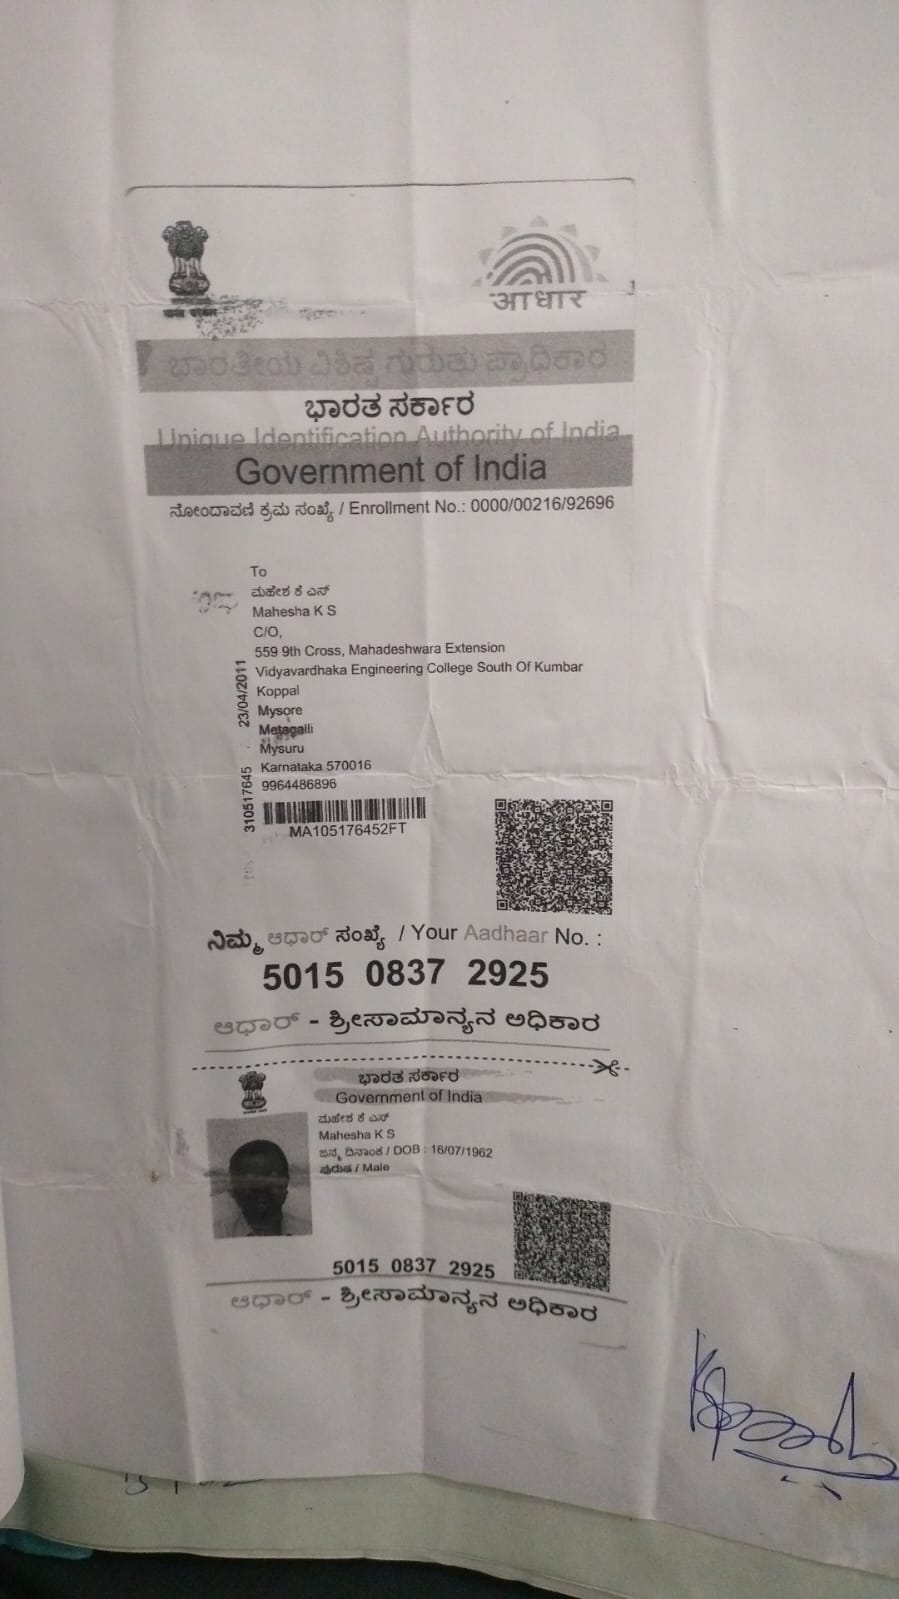 आधार
ಭಾರತೀಯ ವಿಶಿಷ್ಟ ಗುರುತು ಪ್ರಾಧಿಕಾರ
ಭಾರತ ಸರ್ಕಾರ
Unique Identification Authority of India
Government of India
ನೋಂದಾವಣಿ ಕ್ರಮ ಸಂಖ್ಯೆ / Enrollment No.: 0000/00216/92696
To
ಮಹೇಶ ಕೆ ಎಸ್
Mahesha K S
C/O,
559 9th Cross, Mahadeshwara Extension
Vidyavardhaka Engineering College South Of Kumbar
Koppal
Mysore
Metagalli
Mysuru
Karnataka 570016
9964486896
23/04/2011
310517645
MA105176452FT
ನಿಮ್ಮ ಆಧಾರ್ ಸಂಖ್ಯೆ / Your Aadhaar No. :
5015 0837 2925
ಆಧಾರ್ - ಶ್ರೀಸಾಮಾನ್ಯನ ಅಧಿಕಾರ
ಭಾರತ ಸರ್ಕಾರ
Government of India
ಮಹೇಶ ಕೆ ಎಸ್
Mahesha K S
ಜನ್ಮ ದಿನಾಂಕ / DOB : 16/07/1962
ಪುರುಷ / Male
5015 0837 2925
ಆಧಾರ್ - ಶ್ರೀಸಾಮಾನ್ಯನ ಅಧಿಕಾರ